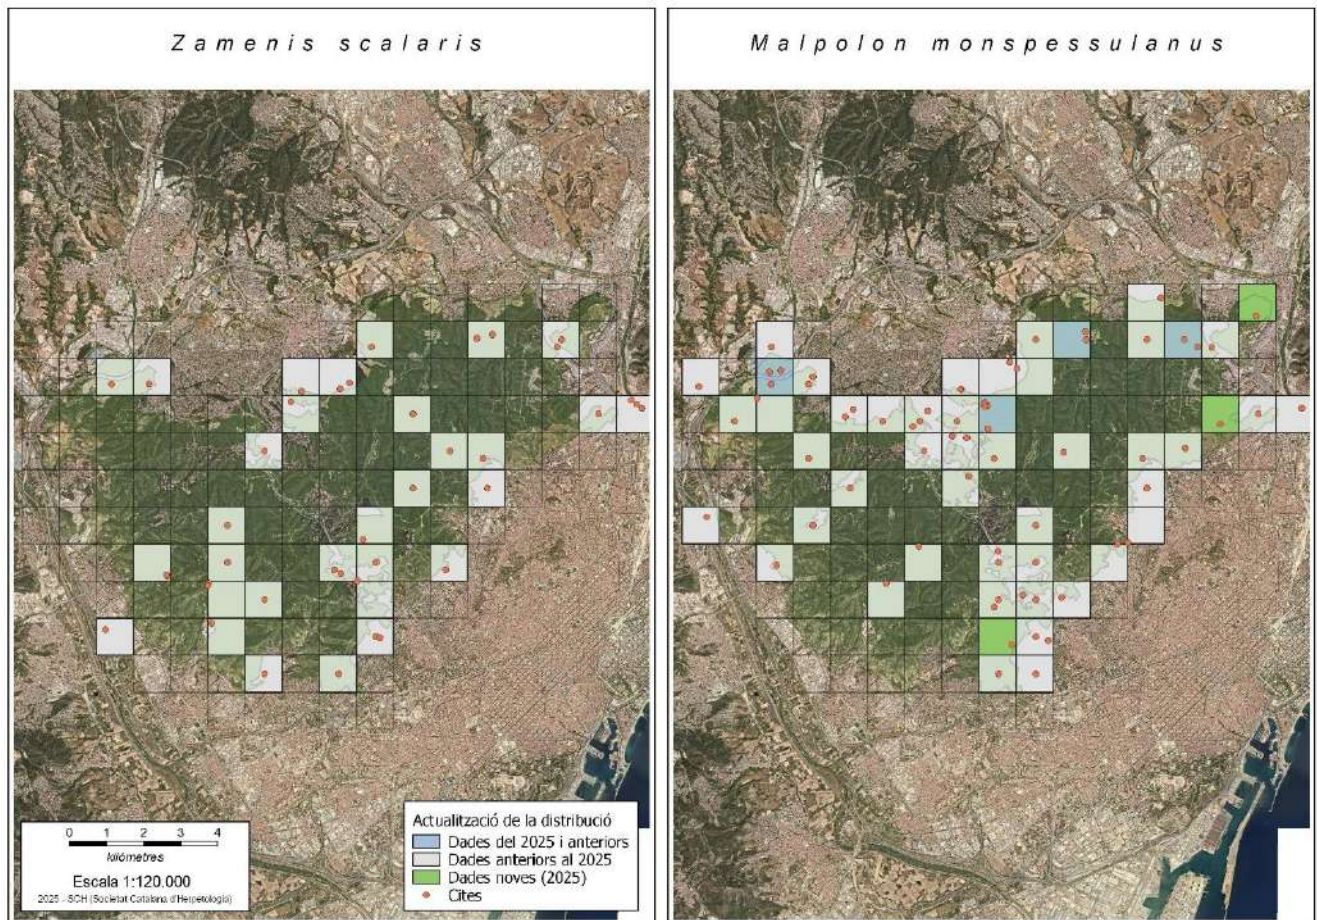 Zamenis scalaris
Malpolon monspessulanus
0 1 2 3 4
kilómetres
Escala 1:120.000
2025 - SCH (Societat Catalana d'Herpetologia)
Actualització de la distribució
Dades del 2025 i anteriors
Dades anteriors al 2025
Dades noves (2025)
Cites